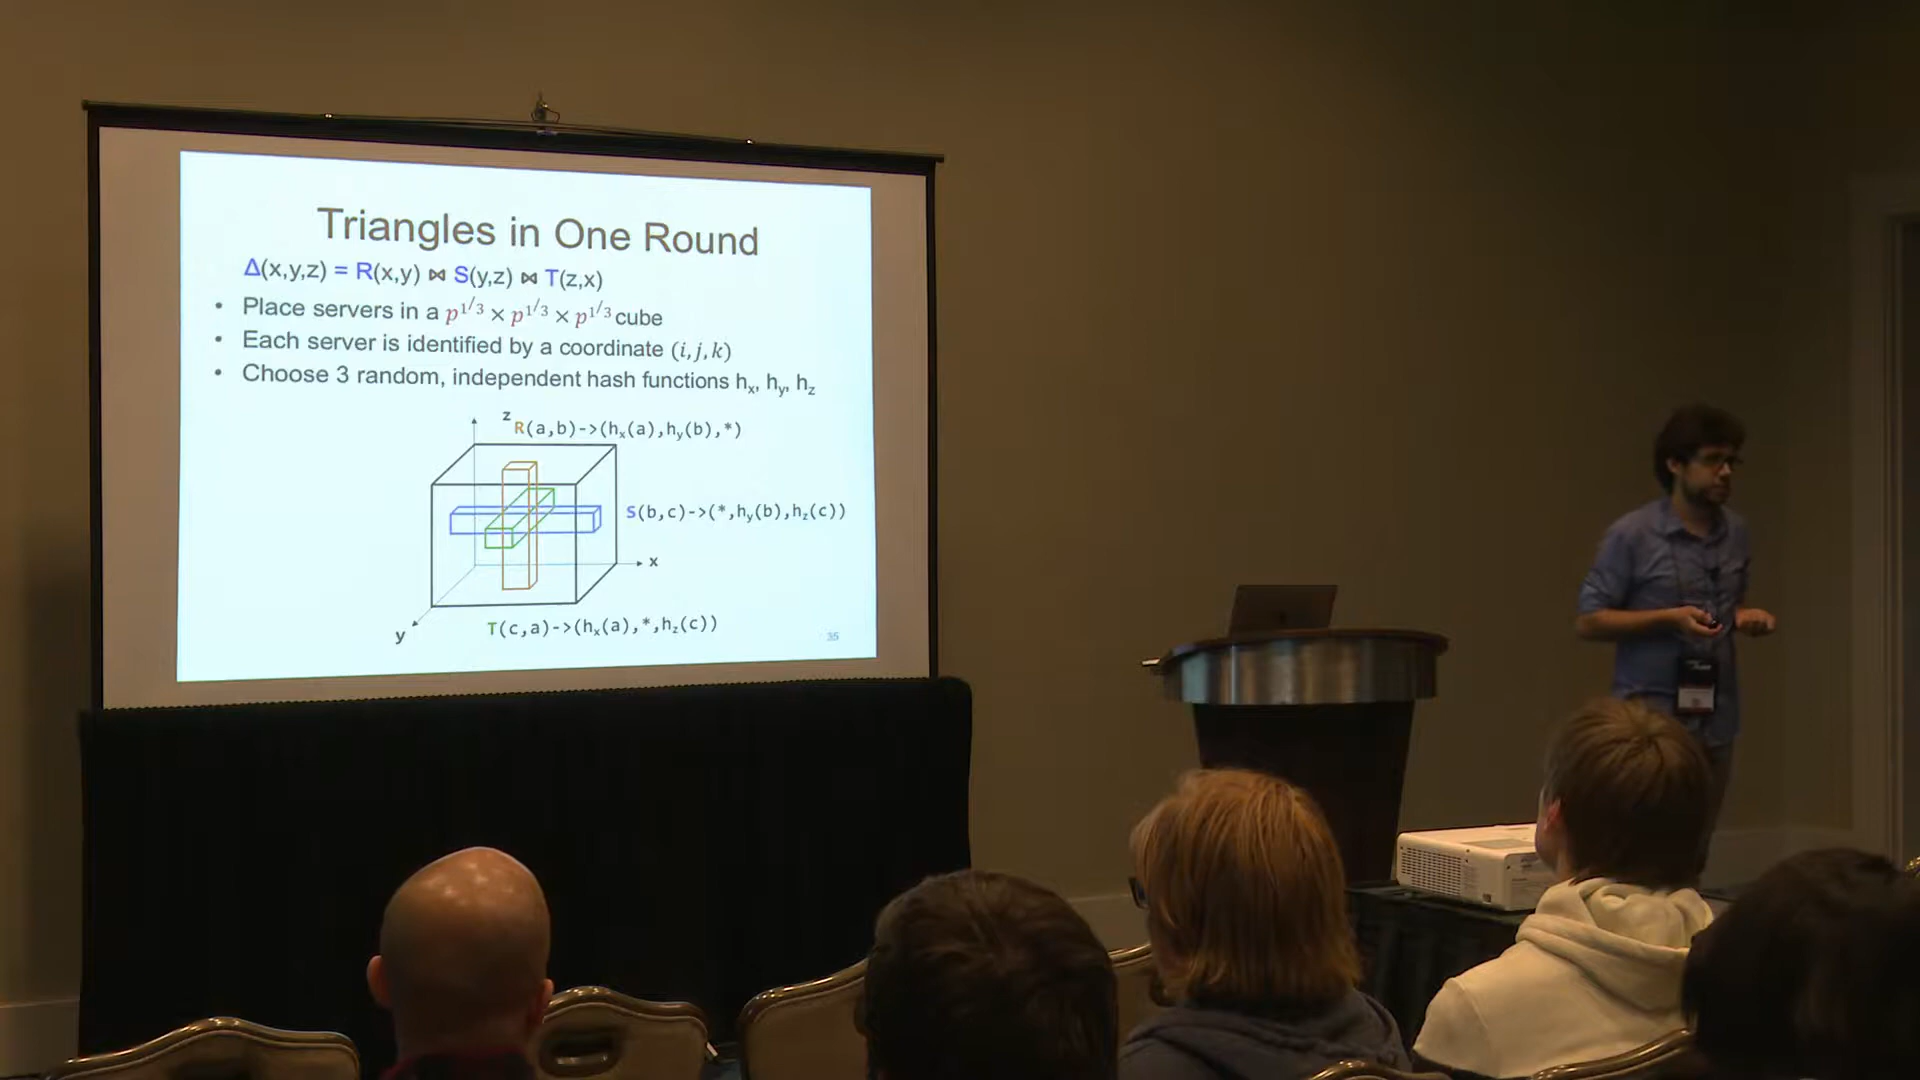 Triangles in One Round
Δ(x,y,z) = R(x,y) ⋈ S(y,z) ⋈ T(z,x)
• Place servers in a p^{1/3} × p^{1/3} × p^{1/3} cube
• Each server is identified by a coordinate (i, j, k)
• Choose 3 random, independent hash functions h_x, h_y, h_z
z
R(a,b)->(h_x(a),h_y(b),*)
S(b,c)->(*,h_y(b),h_z(c))
x
T(c,a)->(h_x(a),*,h_z(c))
y
35